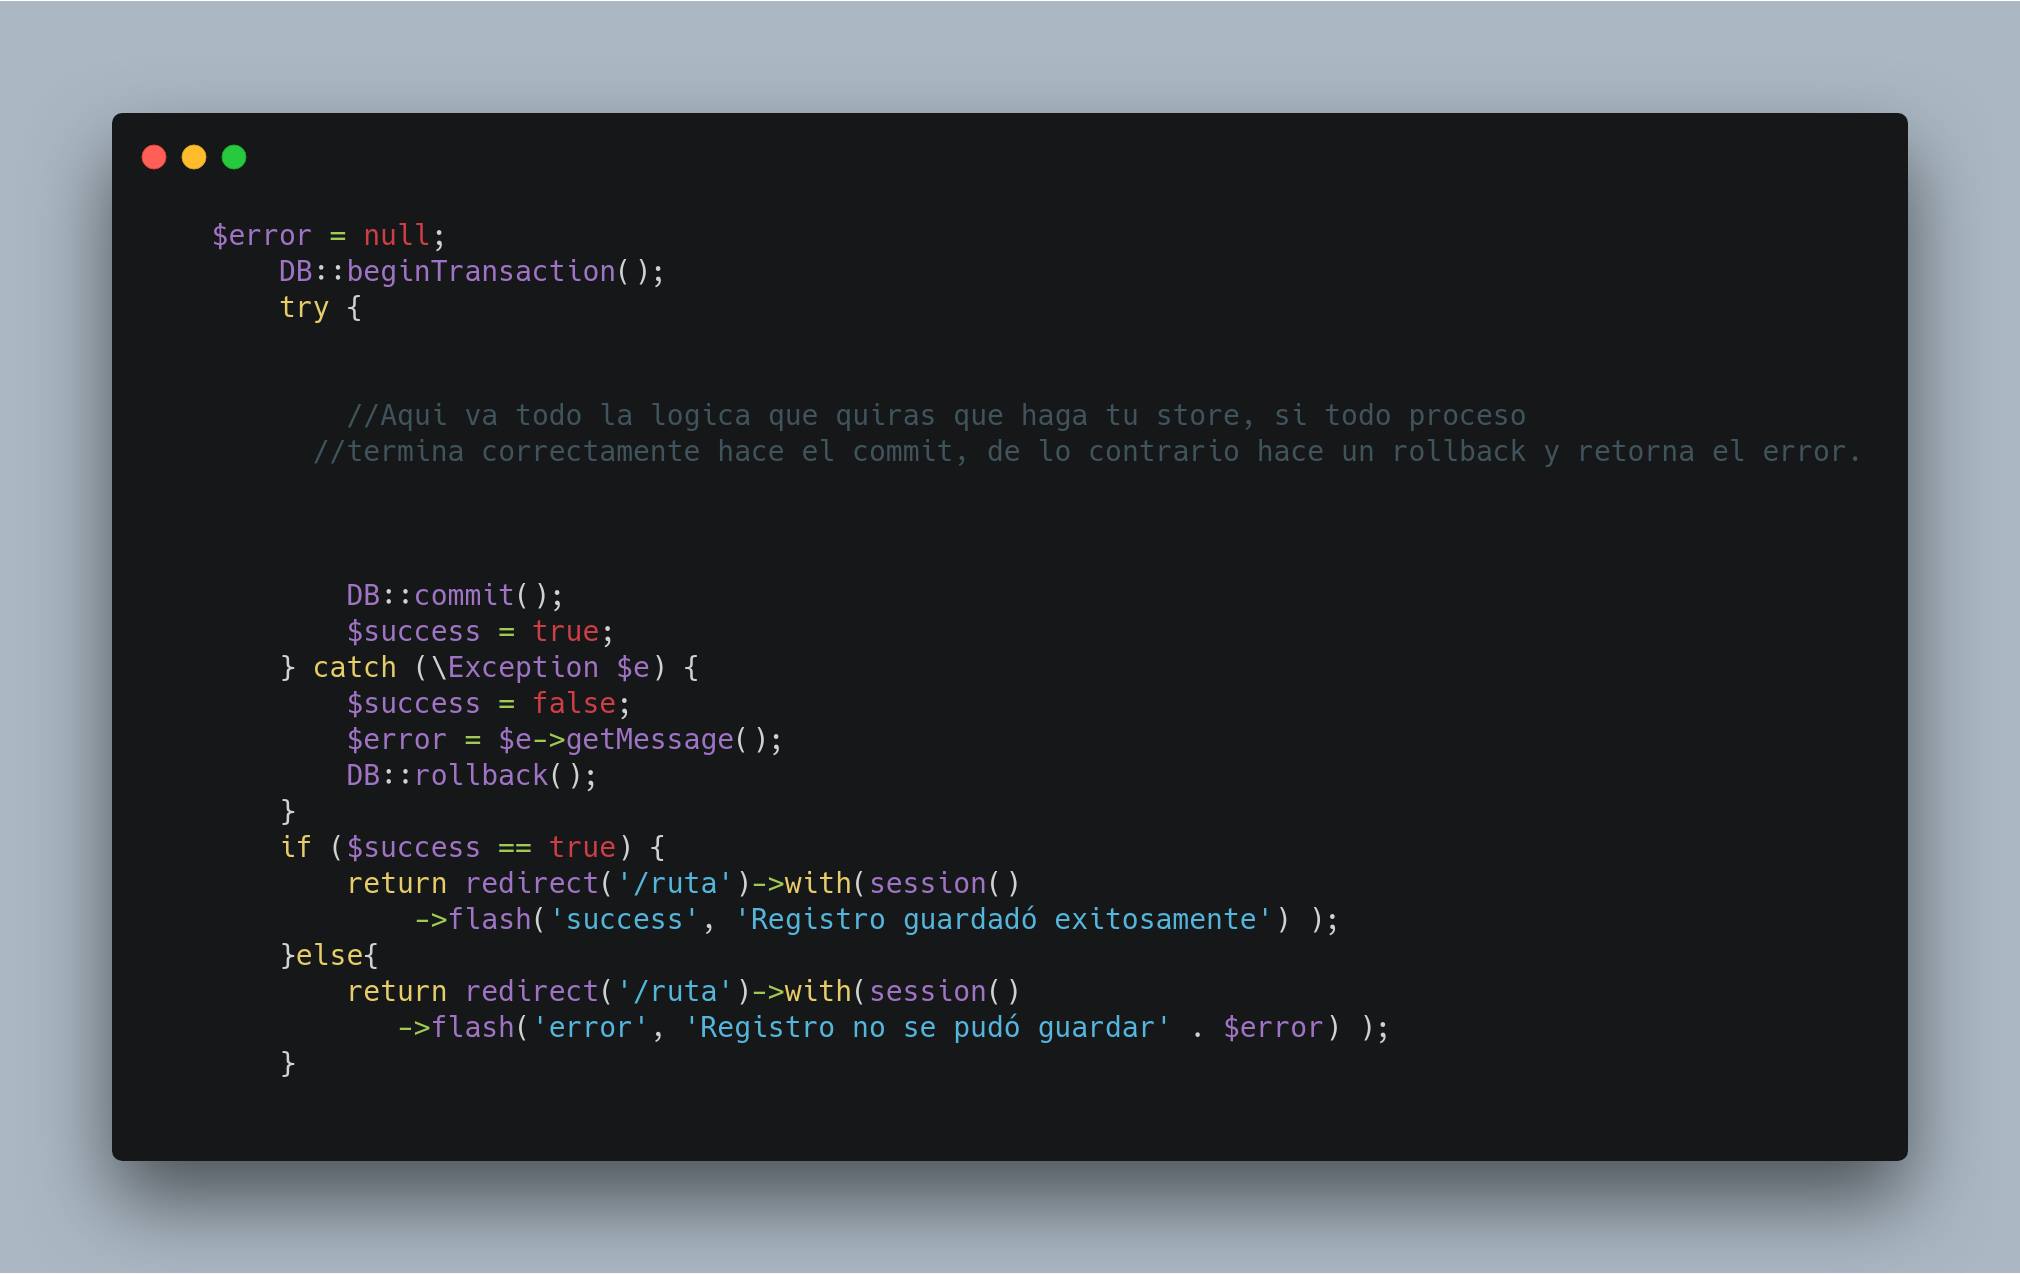 $error = null;
DB::beginTransaction();
try {
//Aqui va todo la logica que quiras que haga tu store, si todo proceso
//termina correctamente hace el commit, de lo contrario hace un rollback y retorna el error.
DB::commit();
$success = true;
} catch (\Exception $e) {
$success = false;
$error = $e->getMessage();
DB::rollback();
}
if ($success == true) {
return redirect('/ruta')->with(session()
->flash('success', 'Registro guardadó exitosamente') );
}else{
return redirect('/ruta')->with(session()
->flash('error', 'Registro no se pudó guardar' . $error) );
}